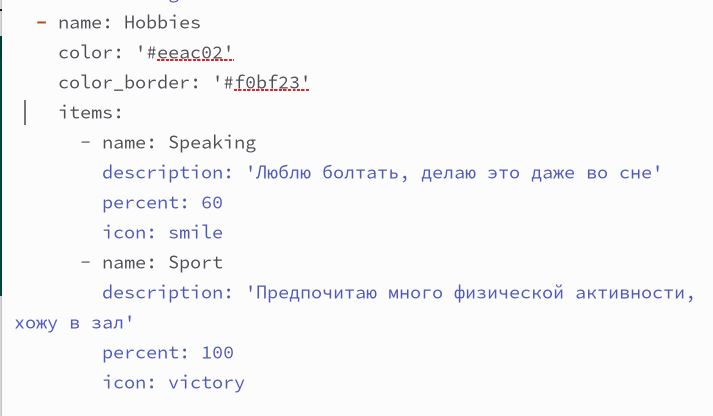 - name: Hobbies
color: '#eeac02'
color_border: '#f0bf23'
items:
- name: Speaking
description: 'Люблю болтать, делаю это даже во сне'
percent: 60
icon: smile
- name: Sport
description: 'Предпочитаю много физической активности,
хожу в зал'
percent: 100
icon: victory